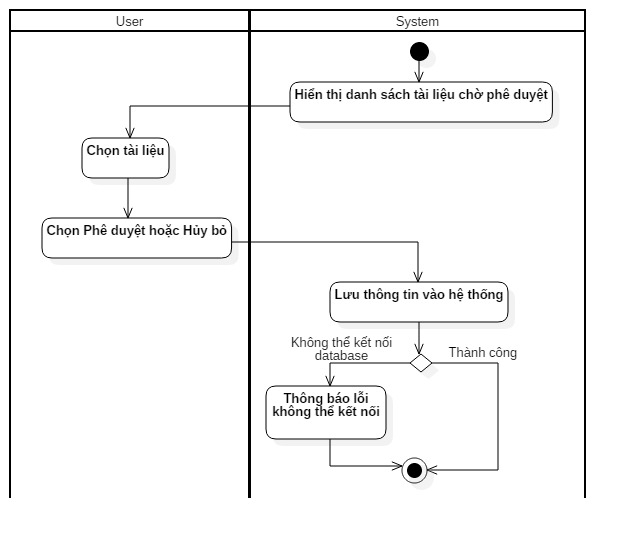 User
System
Hiển thị danh sách tài liệu chờ phê duyệt
Chọn tài liệu
Chọn Phê duyệt hoặc Hủy bỏ
Lưu thông tin vào hệ thống
Không thể kết nối
database
Thành công
Thông báo lỗi
không thể kết nối